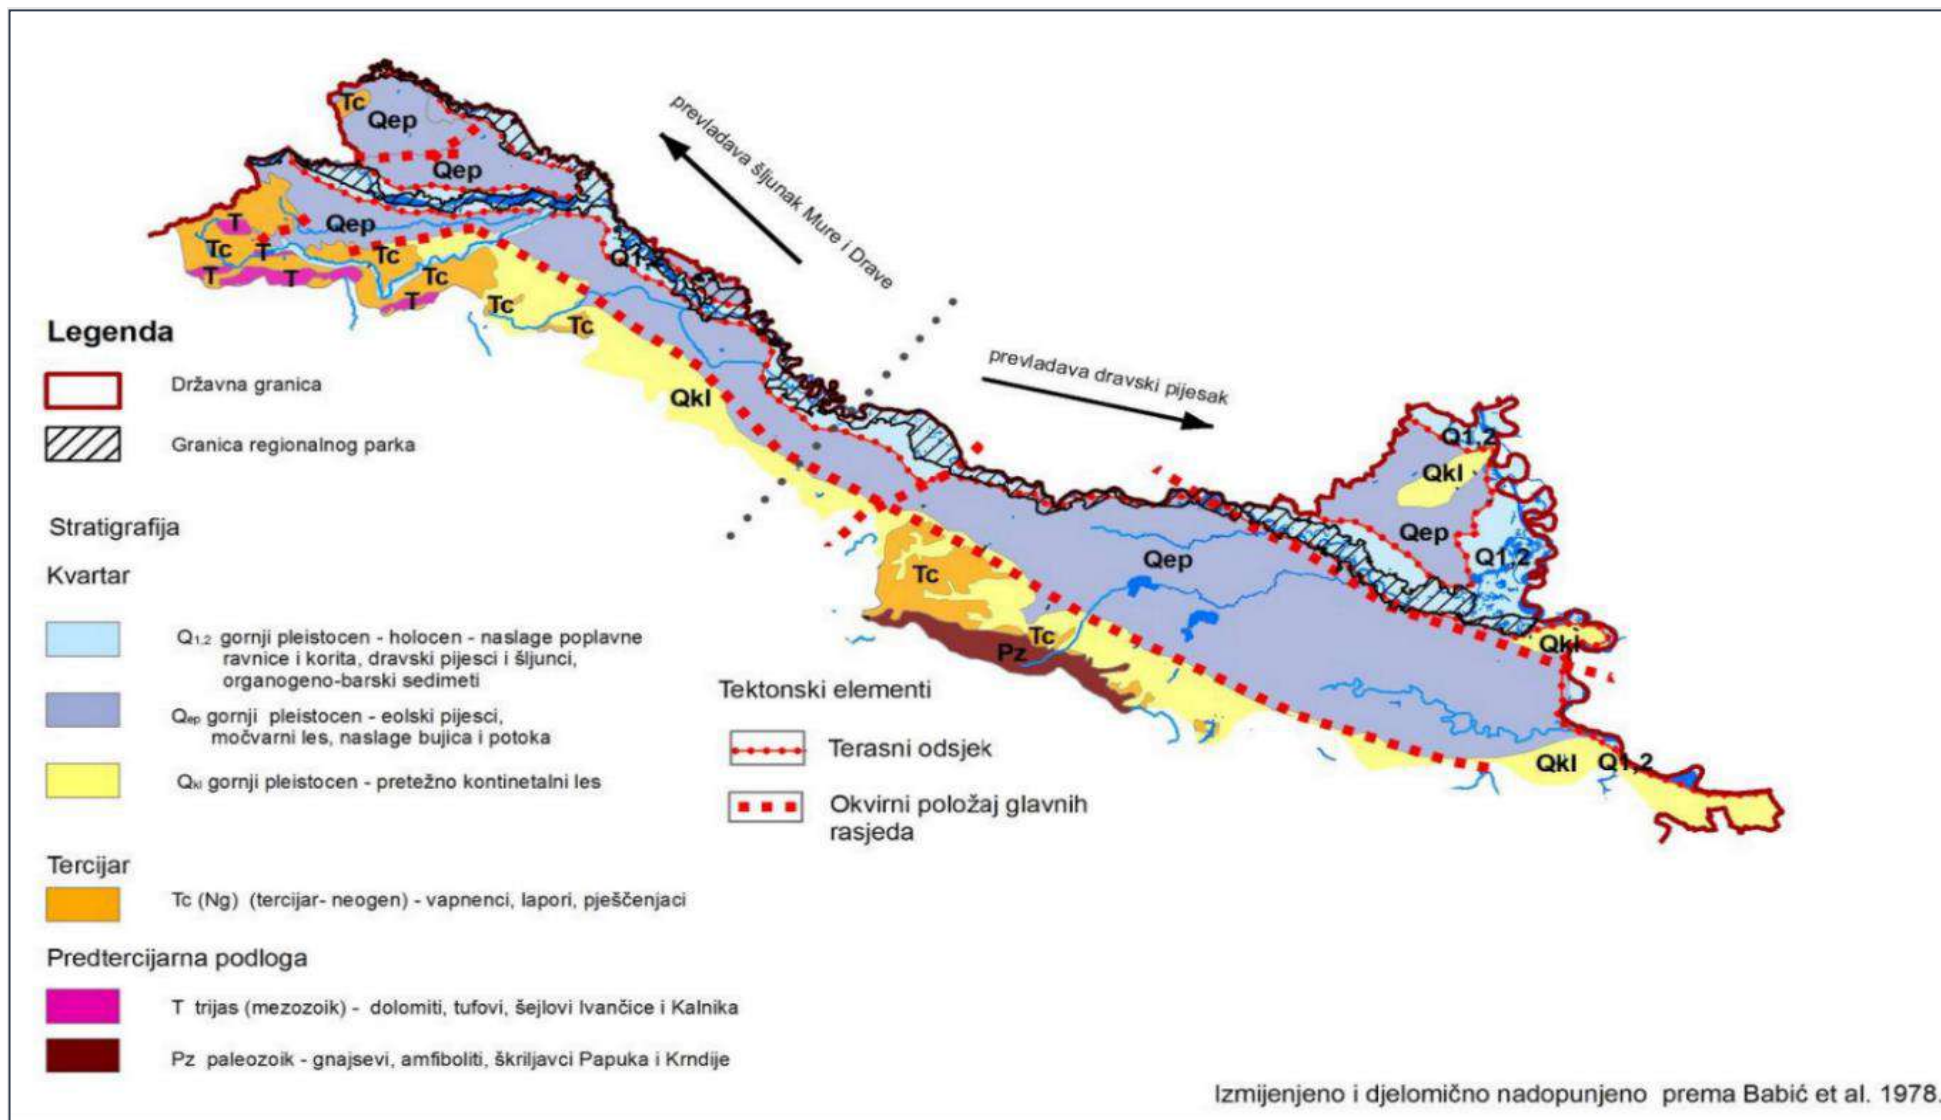 Tc
Qep
Qep
prevladava šljunak Mure i Drave
Qep
T
Tc
T
T
T
Tc
Tc
T
Q1,2
Tc
Tc
Qkl
prevladava dravski pijesak
Q1,2
Qkl
Qep
Q1,2
Qep
Tc
Tc
Pz
Qkl
Qkl
Q1,2
Legenda
Državna granica
Granica regionalnog parka
Stratigrafija
Kvartar
Q1,2 gornji pleistocen - holocen - naslage poplavne
ravnice i korita, dravski pijesci i šljunci,
organogeno-barski sedimeti
Qep gornji pleistocen - eolski pijesci,
močvarni les, naslage bujica i potoka
Qkl gornji pleistocen - pretežno kontinetalni les
Tercijar
Tc (Ng) (tercijar- neogen) - vapnenci, lapori, pješčenjaci
Predtercijarna podloga
T trijas (mezozoik) - dolomiti, tufovi, šejlovi Ivančice i Kalnika
Pz paleozoik - gnajsevi, amfiboliti, škriljavci Papuka i Krndije
Tektonski elementi
Terasni odsjek
Okvirni položaj glavnih
rasjeda
Izmijenjeno i djelomično nadopunjeno prema Babić et al. 1978.